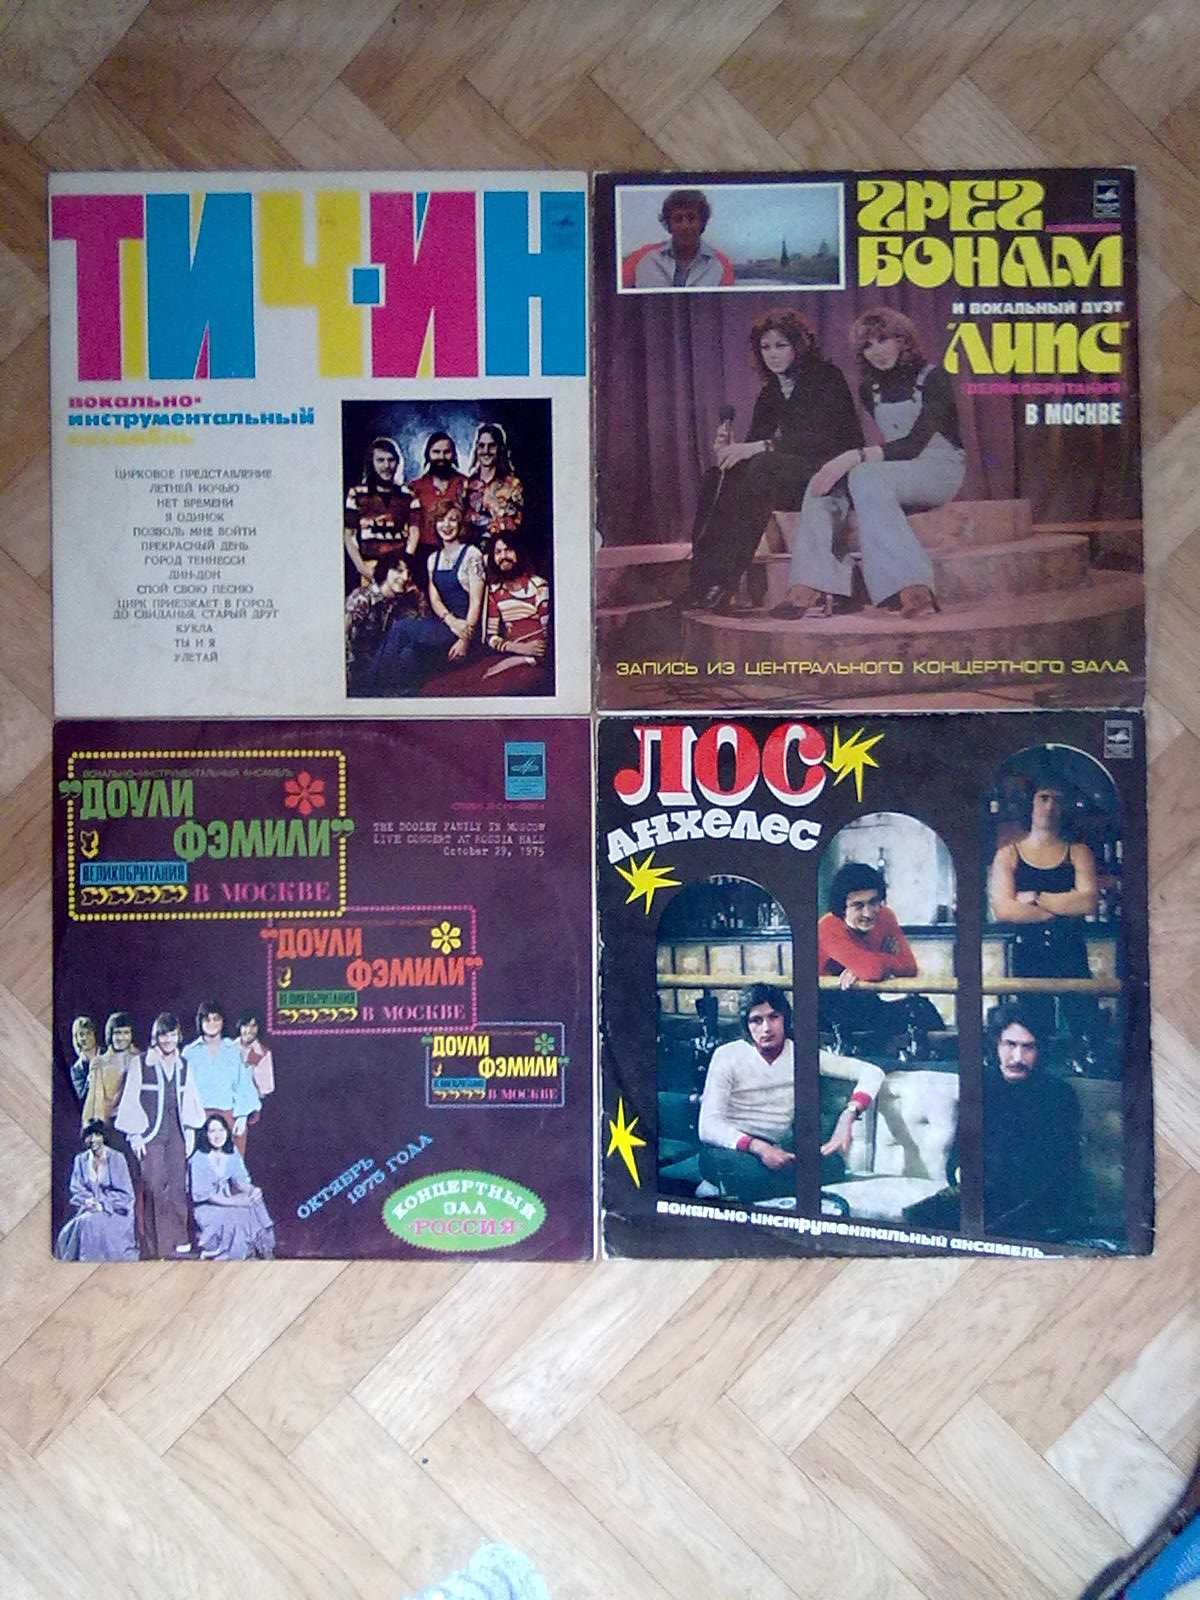 ТИЧ-ИН
вокально-
инструментальный
ансамбль
ЦИРКОВОЕ ПРЕДСТАВЛЕНИЕ
ЛЕТНЕЙ НОЧЬЮ
НЕТ ВРЕМЕНИ
Я ОДИНОК
ПОЗВОЛЬ МНЕ ВОЙТИ
ПРЕКРАСНЫЙ ДЕНЬ
ГОРОД ТЕННЕССИ
ДИН-ДОН
СПОЙ СВОЮ ПЕСНЮ
ЦИРК ПРИЕЗЖАЕТ В ГОРОД
ДО СВИДАНЬЯ, СТАРЫЙ ДРУГ
КУКЛА
ТЫ И Я
УЛЕТАЙ
ГРЕГ
БОНАМ
И ВОКАЛЬНЫЙ ДУЭТ
"ЛИПС"
(ВЕЛИКОБРИТАНИЯ)
В МОСКВЕ
ЗАПИСЬ ИЗ ЦЕНТРАЛЬНОГО КОНЦЕРТНОГО ЗАЛА
ВОКАЛЬНО-ИНСТРУМЕНТАЛЬНЫЙ АНСАМБЛЬ
"ДОУЛИ
ФЭМИЛИ"
ВЕЛИКОБРИТАНИЯ
В МОСКВЕ
THE DOOLEY FAMILY IN MOSCOW
LIVE CONCERT AT ROSSIA HALL
October 29, 1975
"ДОУЛИ
ФЭМИЛИ"
ВЕЛИКОБРИТАНИЯ
В МОСКВЕ
"ДОУЛИ
ФЭМИЛИ"
ВЕЛИКОБРИТАНИЯ
В МОСКВЕ
ОКТЯБРЬ
1975 ГОДА
КОНЦЕРТНЫЙ
ЗАЛ
"РОССИЯ"
ЛОС
АНХЕЛЕС
вокально-инструментальный ансамбль